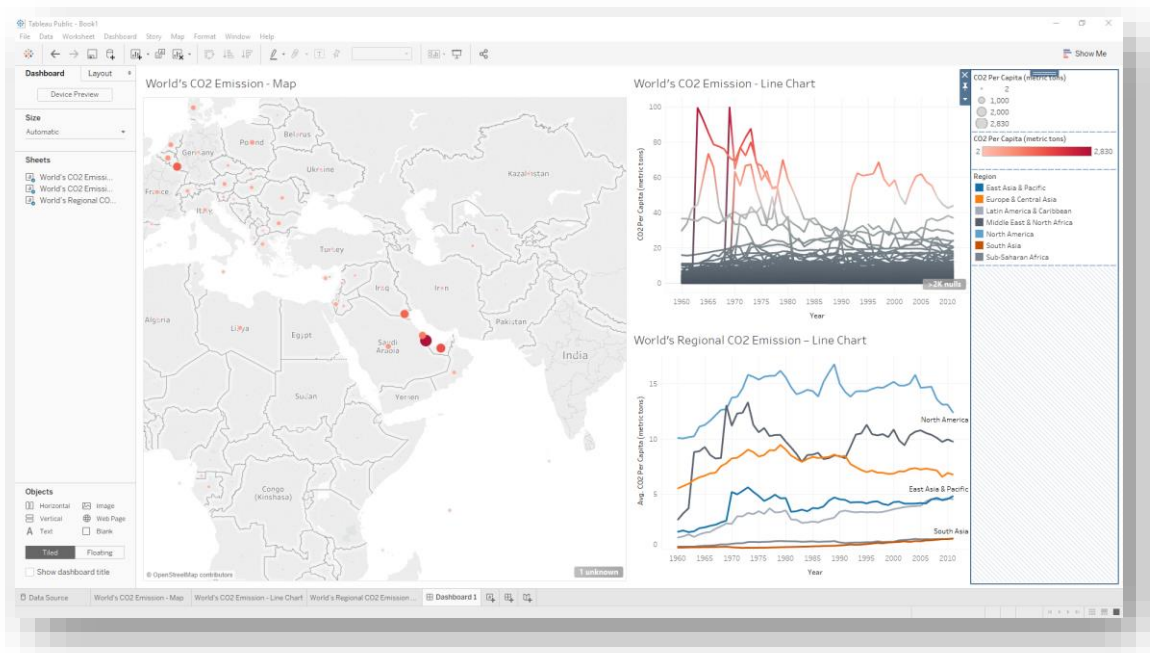 Tableau Public - Book1
File Data Worksheet Dashboard Story Map Format Window Help
Show Me
Dashboard Layout
Device Preview
Size
Automatic
Sheets
World's CO2 Emissi...
World's CO2 Emissi...
World's Regional CO...
Objects
Horizontal Image
Vertical Web Page
A Text Blank
Tiled Floating
Show dashboard title
World's CO2 Emission - Map
Belarus
Poland
Germany
Ukraine
France
Kazakhstan
Italy
Turkey
Iraq
Iran
Algeria
Libya
Egypt
Pakistan
Saudi
Arabia
India
Sudan
Yemen
Congo
(Kinshasa)
© OpenStreetMap contributors
1 unknown
World's CO2 Emission - Line Chart
CO2 Per Capita (metric tons)
100
80
60
40
20
0
>2K nulls
1960 1965 1970 1975 1980 1985 1990 1995 2000 2005 2010
Year
World's Regional CO2 Emission – Line Chart
Avg. CO2 Per Capita (metric tons)
15
10
5
0
North America
East Asia & Pacific
South Asia
1960 1965 1970 1975 1980 1985 1990 1995 2000 2005 2010
Year
CO2 Per Capita (metric tons)
2
1,000
2,000
2,830
CO2 Per Capita (metric tons)
2 2,830
Region
East Asia & Pacific
Europe & Central Asia
Latin America & Caribbean
Middle East & North Africa
North America
South Asia
Sub-Saharan Africa
Data Source World's CO2 Emission - Map World's CO2 Emission - Line Chart World's Regional CO2 Emission ... Dashboard 1